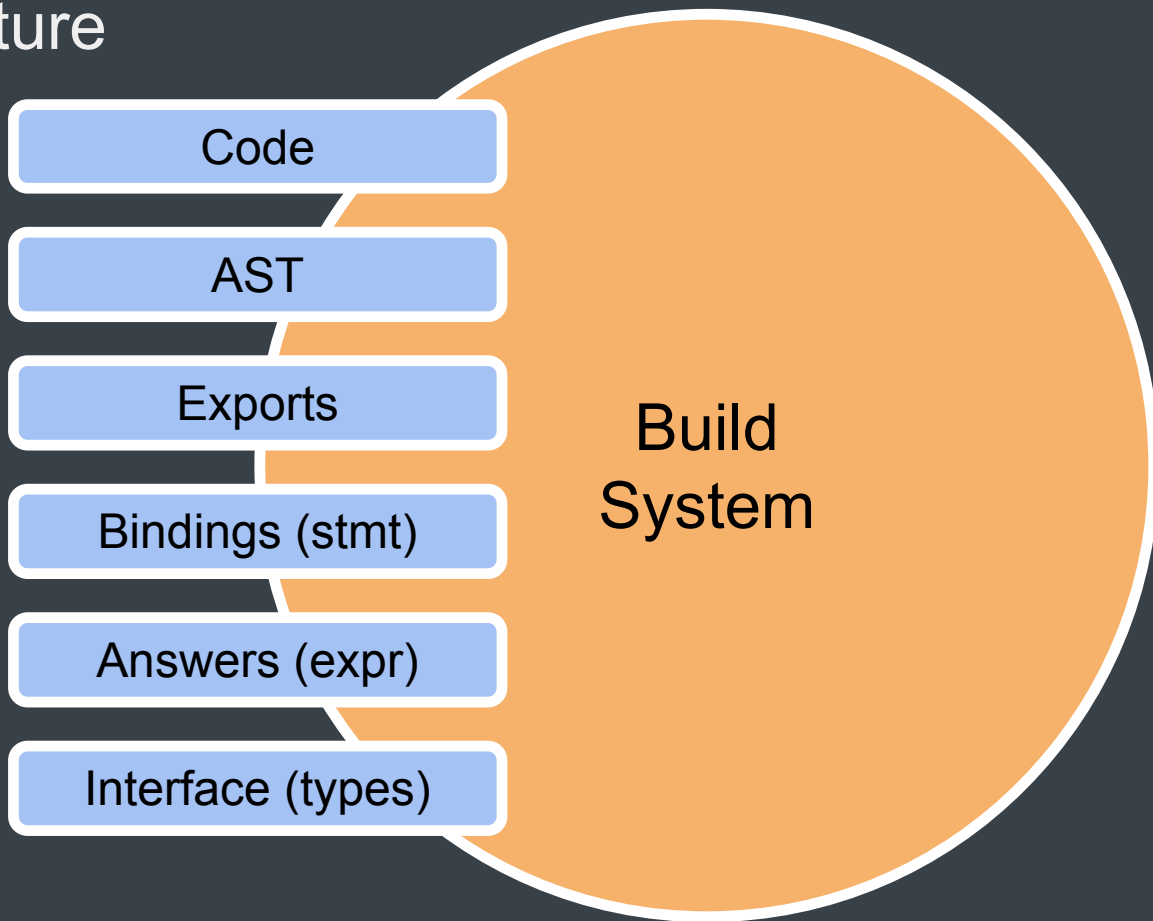 ture
Code
AST
Exports
Bindings (stmt)
Answers (expr)
Interface (types)
Build
System